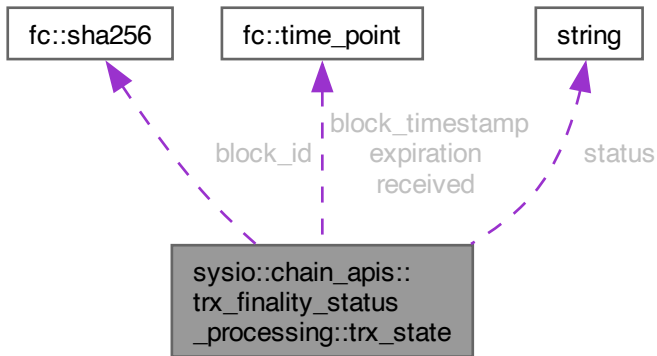 fc::sha256
fc::time_point
string
block_id
block_timestamp
expiration
received
status
sysio::chain_apis::
trx_finality_status
_processing::trx_state